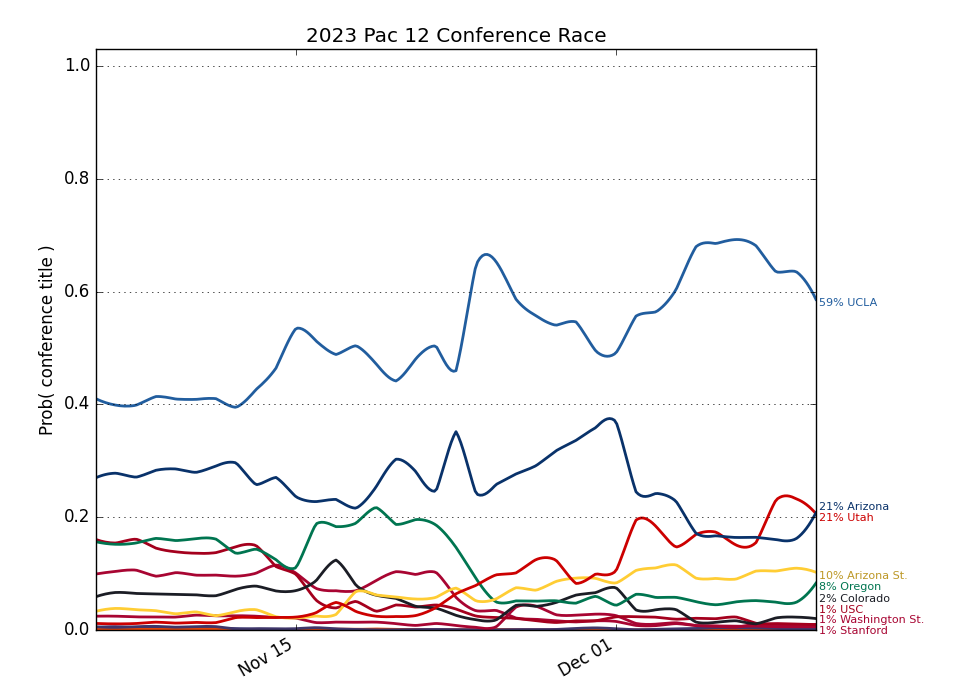 2023 Pac 12 Conference Race
Prob( conference title )
1.0
0.8
0.6
0.4
0.2
0.0
Nov 15
Dec 01
59% UCLA
21% Arizona
21% Utah
10% Arizona St.
8% Oregon
2% Colorado
1% USC
1% Washington St.
1% Stanford